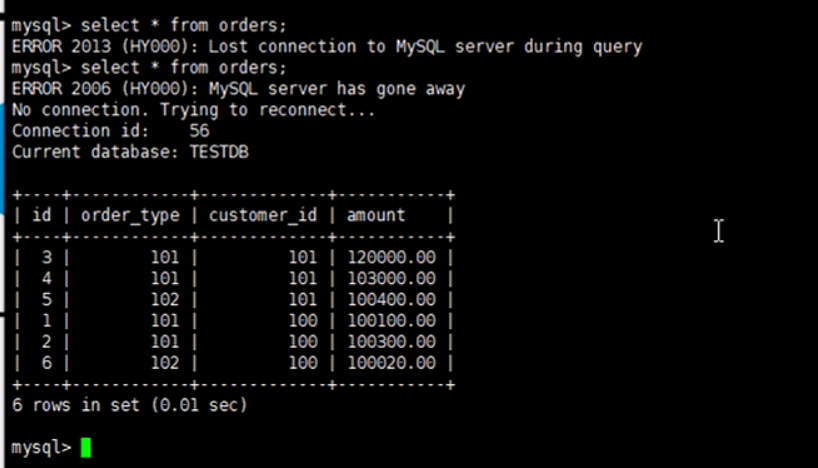 mysql> select * from orders;
ERROR 2013 (HY000): Lost connection to MySQL server during query
mysql> select * from orders;
ERROR 2006 (HY000): MySQL server has gone away
No connection. Trying to reconnect...
Connection id:    56
Current database: TESTDB

+----+------------+-------------+-----------+
| id | order_type | customer_id | amount    |
+----+------------+-------------+-----------+
|  3 |        101 |         101 | 120000.00 |
|  4 |        101 |         101 | 103000.00 |
|  5 |        102 |         101 | 100400.00 |
|  1 |        101 |         100 | 100100.00 |
|  2 |        101 |         100 | 100300.00 |
|  6 |        102 |         100 | 100020.00 |
+----+------------+-------------+-----------+
6 rows in set (0.01 sec)

mysql>